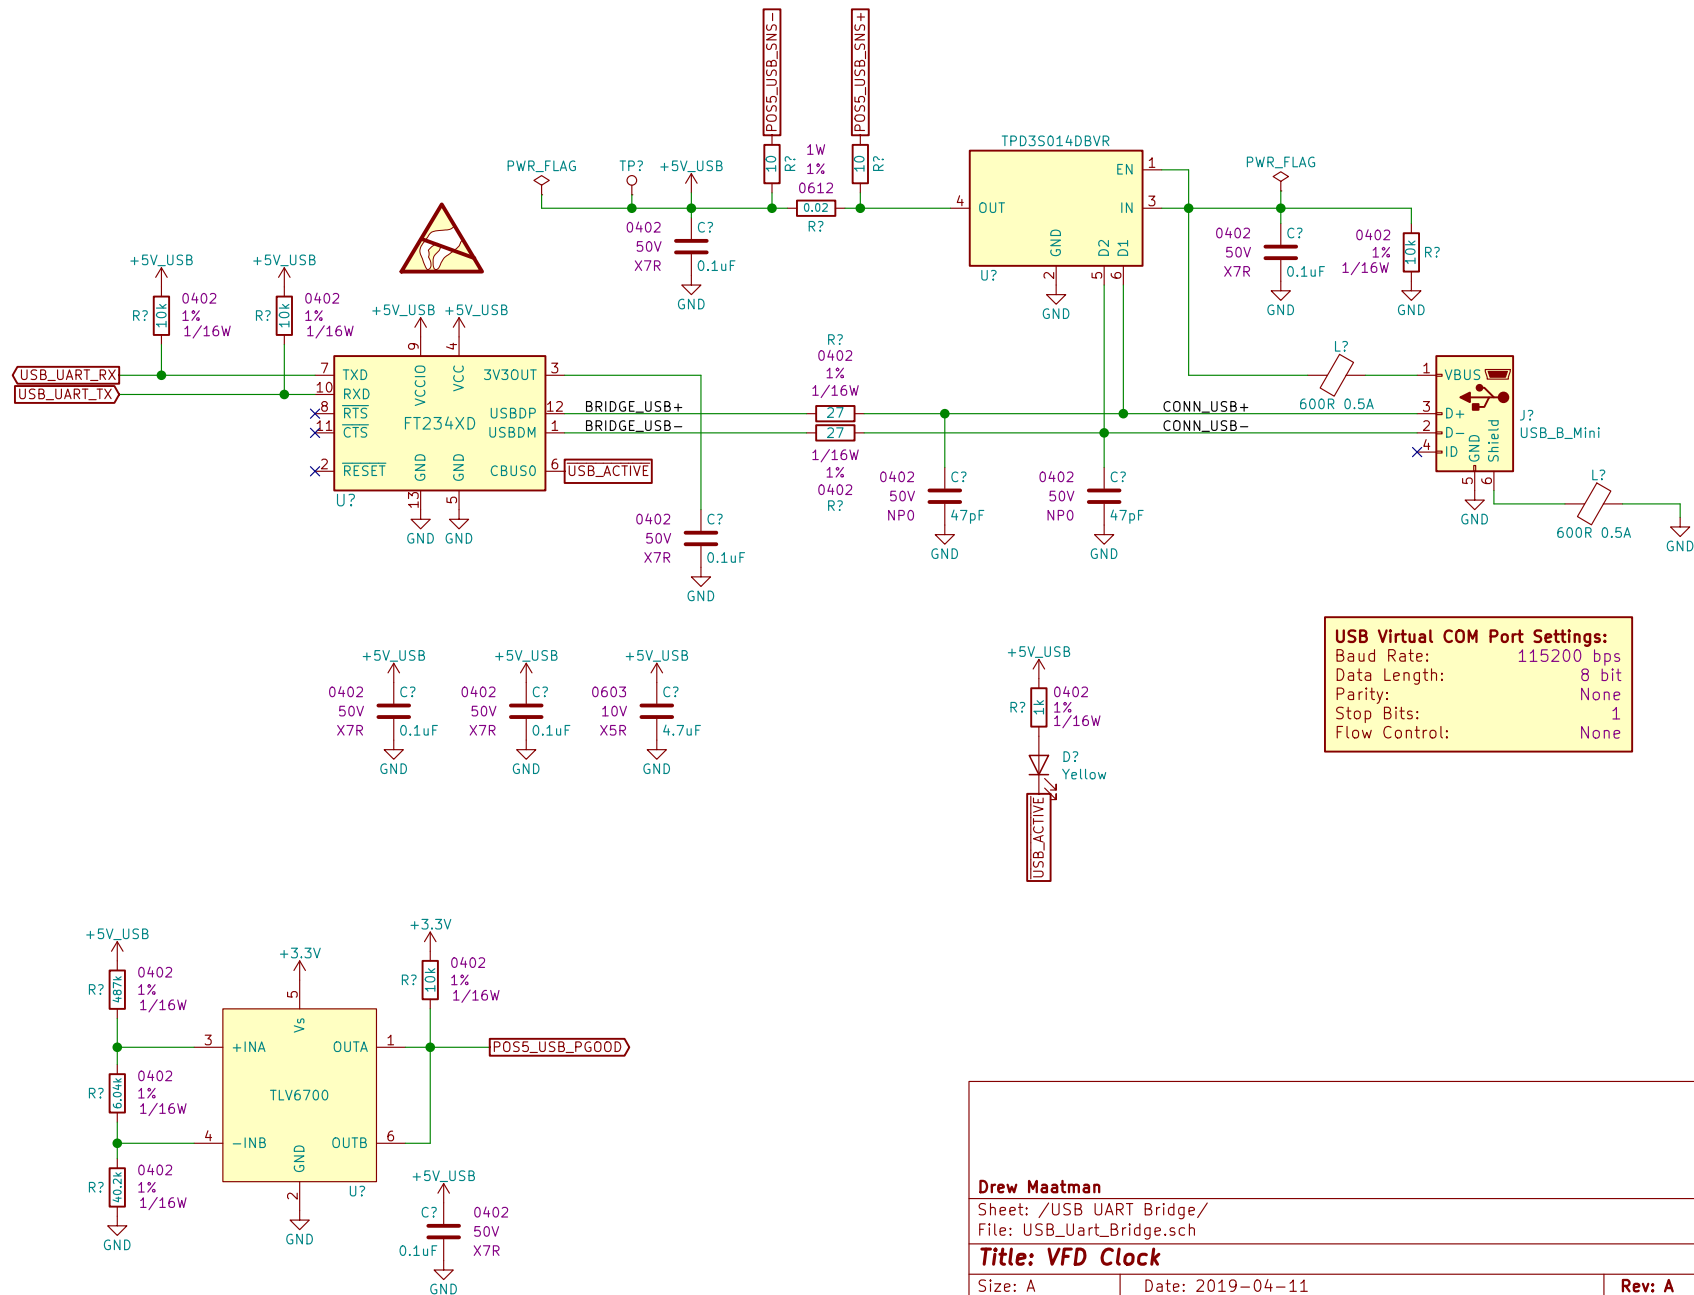 POS5_USB_SNS-
POS5_USB_SNS+
10
R?
1W
1%
0612
0.02
R?
10
R?
PWR_FLAG
TP?
+5V_USB
0402
50V
X7R
C?
0.1uF
GND
TPD3S014DBVR
EN
1
4
OUT
IN
3
GND
D2
D1
U?
2
5
6
GND
PWR_FLAG
0402
50V
X7R
C?
0.1uF
GND
0402
1%
1/16W
10k
R?
GND
+5V_USB
R?
10k
0402
1%
1/16W
+5V_USB
R?
10k
0402
1%
1/16W
USB_UART_RX
USB_UART_TX
+5V_USB
+5V_USB
9
4
7
TXD
VCCIO
VCC
3V3OUT
3
10
RXD
8
RTS
FT234XD
USBDP
12
11
CTS
USBDM
1
2
RESET
GND
GND
CBUS0
6
U?
13
5
GND
GND
USB_ACTIVE
BRIDGE_USB+
BRIDGE_USB-
0402
50V
X7R
C?
0.1uF
GND
R?
0402
1%
1/16W
27
27
1/16W
1%
0402
R?
CONN_USB+
CONN_USB-
0402
50V
NP0
C?
47pF
GND
0402
50V
NP0
C?
47pF
GND
L?
600R 0.5A
1
VBUS
3
D+
2
D-
4
ID
GND
Shield
5
6
J?
USB_B_Mini
GND
L?
600R 0.5A
GND
+5V_USB
0402
50V
X7R
C?
0.1uF
GND
+5V_USB
0402
50V
X7R
C?
0.1uF
GND
+5V_USB
0603
10V
X5R
C?
4.7uF
GND
+5V_USB
R?
1k
0402
1%
1/16W
D?
Yellow
USB_ACTIVE
USB Virtual COM Port Settings:
Baud Rate: 115200 bps
Data Length: 8 bit
Parity: None
Stop Bits: 1
Flow Control: None
+5V_USB
R?
487k
0402
1%
1/16W
R?
6.04k
0402
1%
1/16W
R?
40.2k
0402
1%
1/16W
GND
+3.3V
5
Vs
3
+INA
OUTA
1
TLV6700
4
-INB
GND
OUTB
6
2
U?
GND
+3.3V
R?
10k
0402
1%
1/16W
POS5_USB_PGOOD
+5V_USB
C?
0.1uF
0402
50V
X7R
GND
Drew Maatman
Sheet: /USB UART Bridge/
File: USB_Uart_Bridge.sch
Title: VFD Clock
Size: A
Date: 2019-04-11
Rev: A